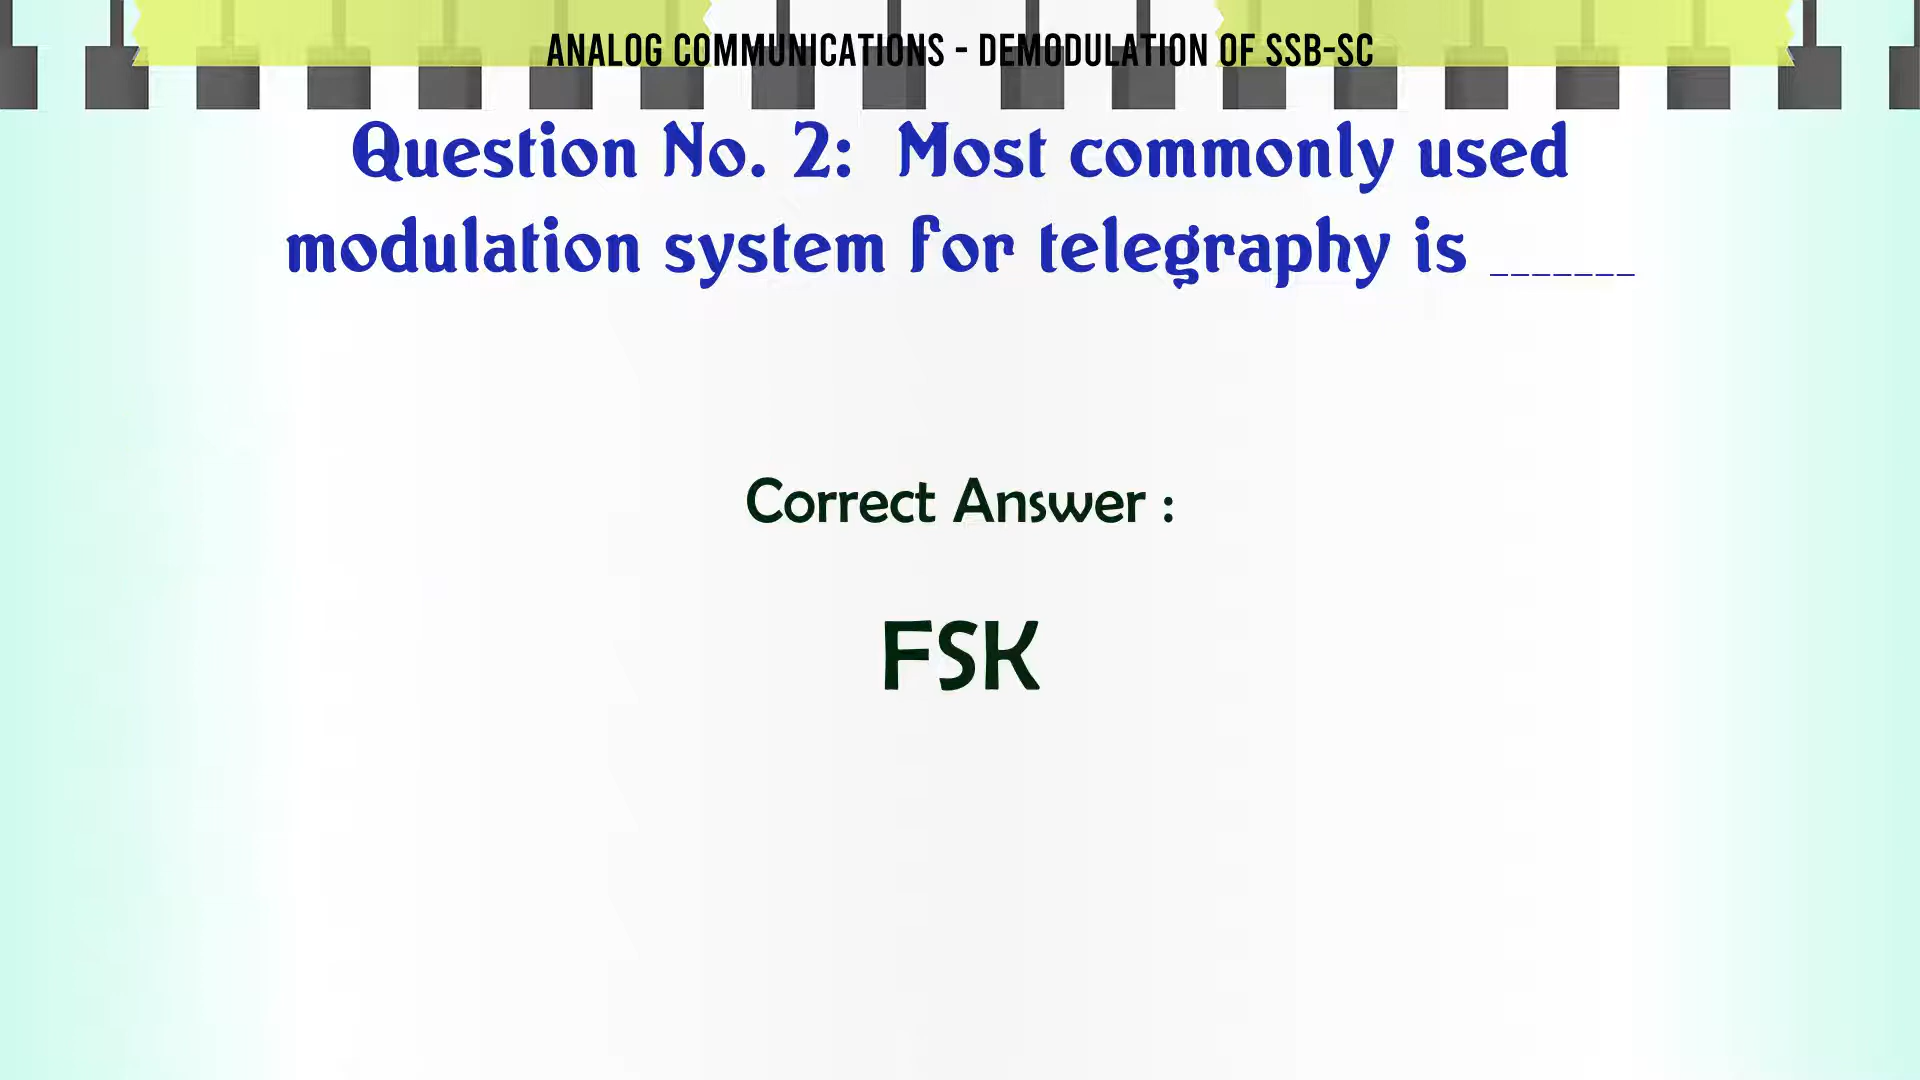 ANALOG COMMUNICATIONS - DEMODULATION OF SSB-SC
Question No. 2: Most commonly used
modulation system for telegraphy is _______
Correct Answer :
FSK